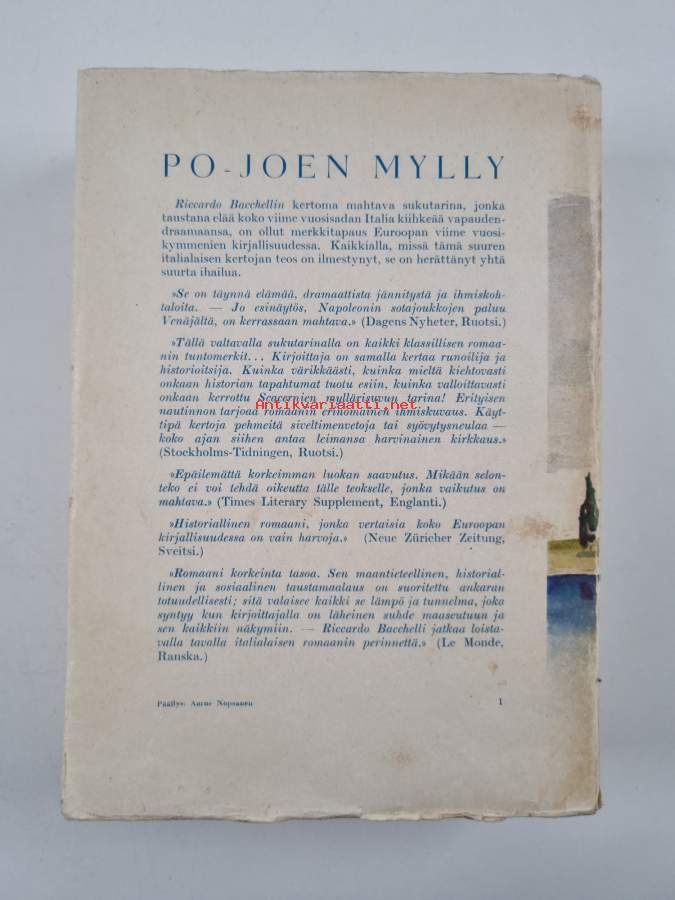 PO-JOEN MYLLY
Riccardo Bacchellin kertoma mahtava sukutarina, jonka
taustana elää koko viime vuosisadan Italia kiihkeää vapauden-
draamaansa, on ollut merkkitapaus Euroopan viime vuosi-
kymmenien kirjallisuudessa. Kaikkialla, missä tämä suuren
italialaisen kertojan teos on ilmestynyt, se on herättänyt yhtä
suurta ihailua.
»Se on täynnä elämää, dramaattista jännitystä ja ihmiskoh-
taloita. — Jo esinäytös, Napoleonin sotajoukkojen paluu
Venäjältä, on kerrassaan mahtava.» (Dagens Nyheter, Ruotsi.)
»Tällä valtavalla sukutarinalla on kaikki klassillisen romaa-
nin tuntomerkit... Kirjoittaja on samalla kertaa runoilija ja
historioitsija. Kuinka värikkäästi, kuinka mieltä kiehtovasti
onkaan historian tapahtumat tuotu esiin, kuinka valloittavasti
onkaan kerrottu Scacernien myllärisuvun tarina! Erityisen
Antikvariaatti.net
nautinnon tarjoaa romaanin erinomainen ihmiskuvaus. Käyt-
tipä kertoja pehmeitä siveltimenvetoja tai syövytysneulaa —
koko ajan siihen antaa leimansa harvinainen kirkkaus.»
(Stockholms-Tidningen, Ruotsi.)
»Epäilemättä korkeimman luokan saavutus. Mikään selon-
teko ei voi tehdä oikeutta tälle teokselle, jonka vaikutus on
mahtava.» (Times Literary Supplement, Englanti.)
»Historiallinen romaani, jonka vertaisia koko Euroopan
kirjallisuudessa on vain harvoja.» (Neue Züricher Zeitung,
Sveitsi.)
»Romaani korkeinta tasoa. Sen maantieteellinen, historial-
linen ja sosiaalinen taustamaalaus on suoritettu ankaran
totuudellisesti; sitä valaisee kaikki se lämpö ja tunnelma, joka
syntyy kun kirjoittajalla on läheinen suhde maaseutuun ja
sen kaikkiin näkymiin. — Riccardo Bacchelli jatkaa loista-
valla tavalla italialaisen romaanin perinnettä.» (Le Monde,
Ranska.)
Päällys: Aarne Nopsanen 1